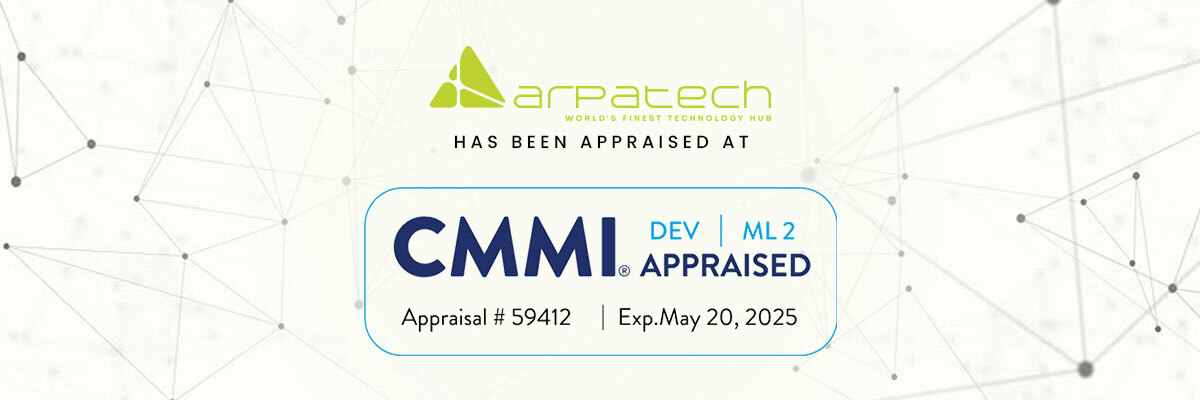 arpatech
WORLD'S FINEST TECHNOLOGY HUB
HAS BEEN APPRAISED AT
CMMI® DEV | ML 2
APPRAISED
Appraisal # 59412 | Exp.May 20, 2025